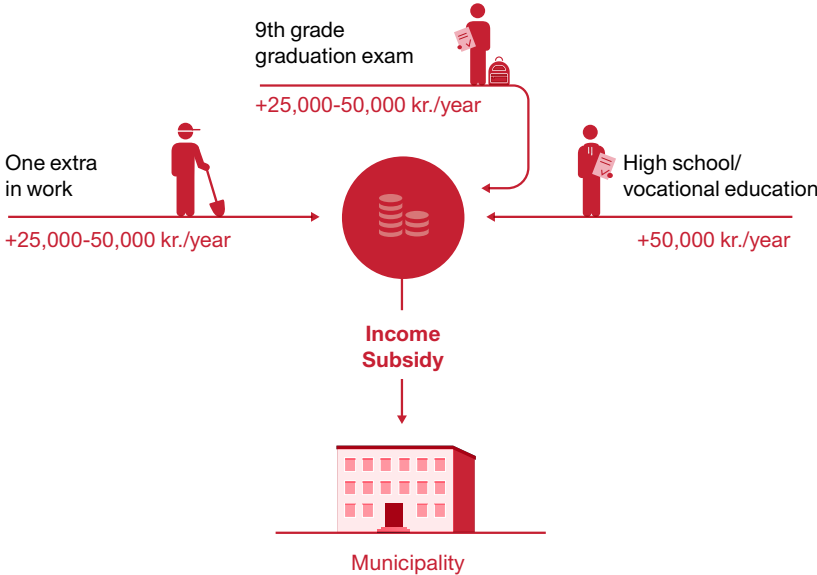 9th grade
graduation exam
+25,000-50,000 kr./year
One extra
in work
+25,000-50,000 kr./year
High school/
vocational education
+50,000 kr./year
Income
Subsidy
Municipality